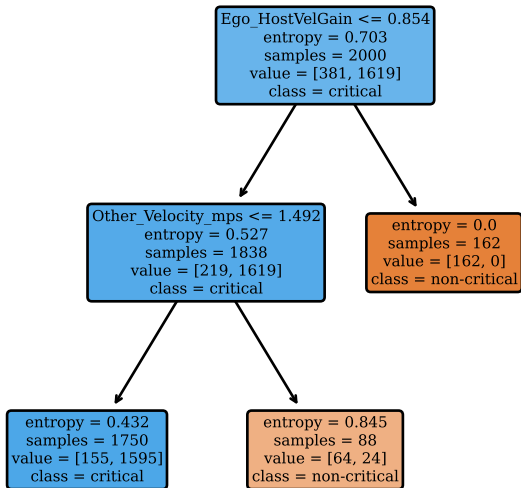 Ego_HostVelGain <= 0.854
entropy = 0.703
samples = 2000
value = [381, 1619]
class = critical
Other_Velocity_mps <= 1.492
entropy = 0.527
samples = 1838
value = [219, 1619]
class = critical
entropy = 0.0
samples = 162
value = [162, 0]
class = non-critical
entropy = 0.432
samples = 1750
value = [155, 1595]
class = critical
entropy = 0.845
samples = 88
value = [64, 24]
class = non-critical